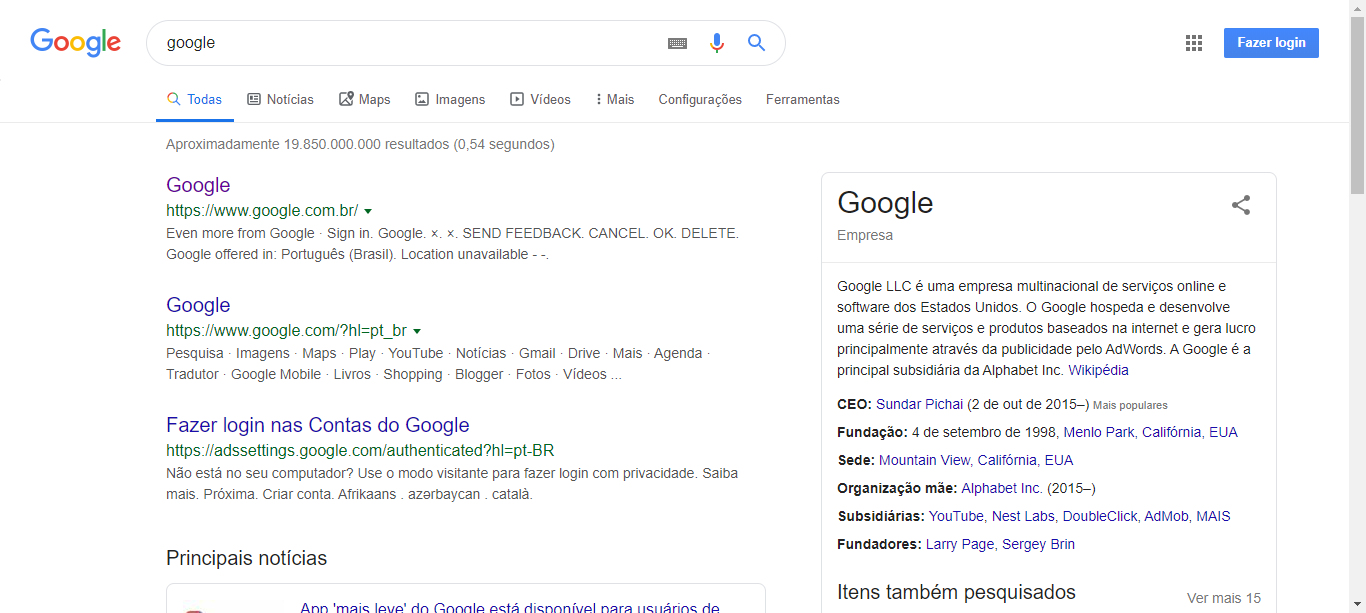 Google
google
Fazer login
Todas
Notícias
Maps
Imagens
Vídeos
Mais
Configurações
Ferramentas
Aproximadamente 19.850.000.000 resultados (0,54 segundos)
Google
https://www.google.com.br/
Even more from Google · Sign in. Google. ×. ×. SEND FEEDBACK. CANCEL. OK. DELETE.
Google offered in: Português (Brasil). Location unavailable - -.
Google
https://www.google.com/?hl=pt_br
Pesquisa · Imagens · Maps · Play · YouTube · Notícias · Gmail · Drive · Mais · Agenda ·
Tradutor · Google Mobile · Livros · Shopping · Blogger · Fotos · Vídeos ...
Fazer login nas Contas do Google
https://adssettings.google.com/authenticated?hl=pt-BR
Não está no seu computador? Use o modo visitante para fazer login com privacidade. Saiba
mais. Próxima. Criar conta. Afrikaans . azərbaycan . català.
Principais notícias
App 'mais leve' do Google está disponível para usuários de
Google
Empresa
Google LLC é uma empresa multinacional de serviços online e
software dos Estados Unidos. O Google hospeda e desenvolve
uma série de serviços e produtos baseados na internet e gera lucro
principalmente através da publicidade pelo AdWords. A Google é a
principal subsidiária da Alphabet Inc. Wikipédia
CEO: Sundar Pichai (2 de out de 2015–) Mais populares
Fundação: 4 de setembro de 1998, Menlo Park, Califórnia, EUA
Sede: Mountain View, Califórnia, EUA
Organização mãe: Alphabet Inc. (2015–)
Subsidiárias: YouTube, Nest Labs, DoubleClick, AdMob, MAIS
Fundadores: Larry Page, Sergey Brin
Itens também pesquisados
Ver mais 15